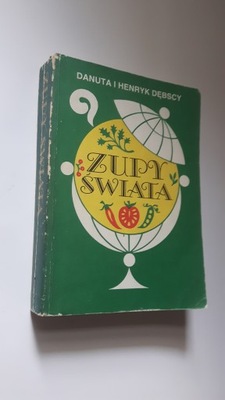 DANUTA I HENRYK DĘBSCY
ZUPY
ŚWIATA